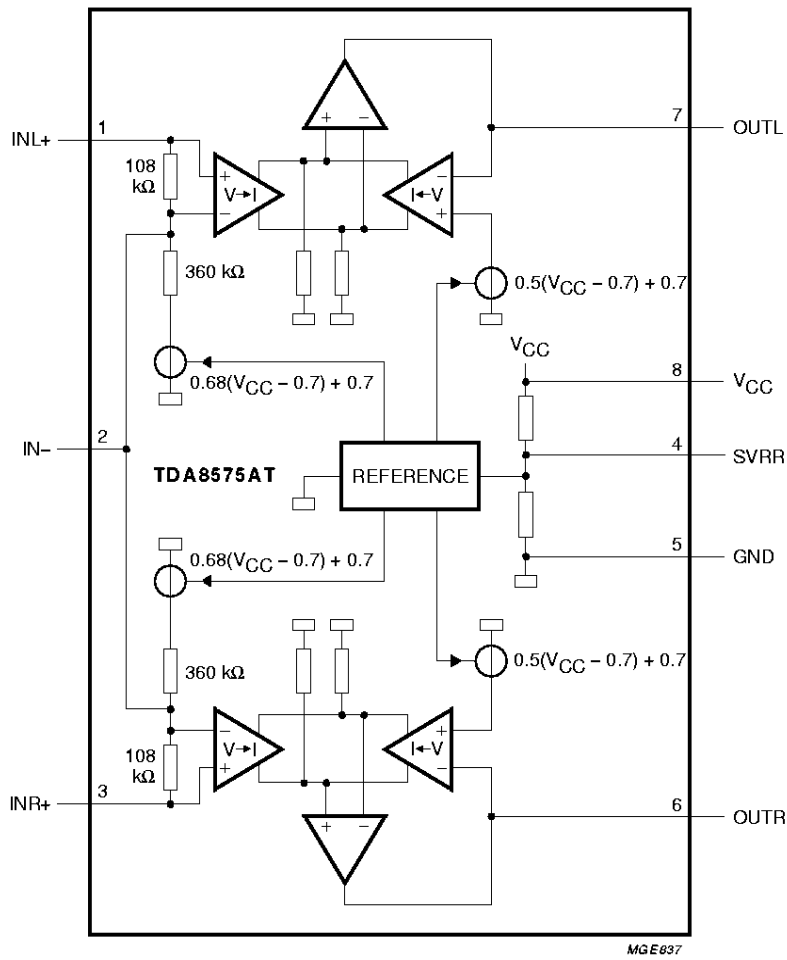 1
INL+
108
kΩ
+
−
V→I
+ −
−
+
I←V
7
OUTL
360 kΩ
0.5(VCC − 0.7) + 0.7
0.68(VCC − 0.7) + 0.7
VCC
8
VCC
2
IN−
TDA8575AT
REFERENCE
4
SVRR
5
GND
0.68(VCC − 0.7) + 0.7
0.5(VCC − 0.7) + 0.7
360 kΩ
108
kΩ
−
+
V→I
+
−
I←V
3
INR+
+ −
6
OUTR
MGE837